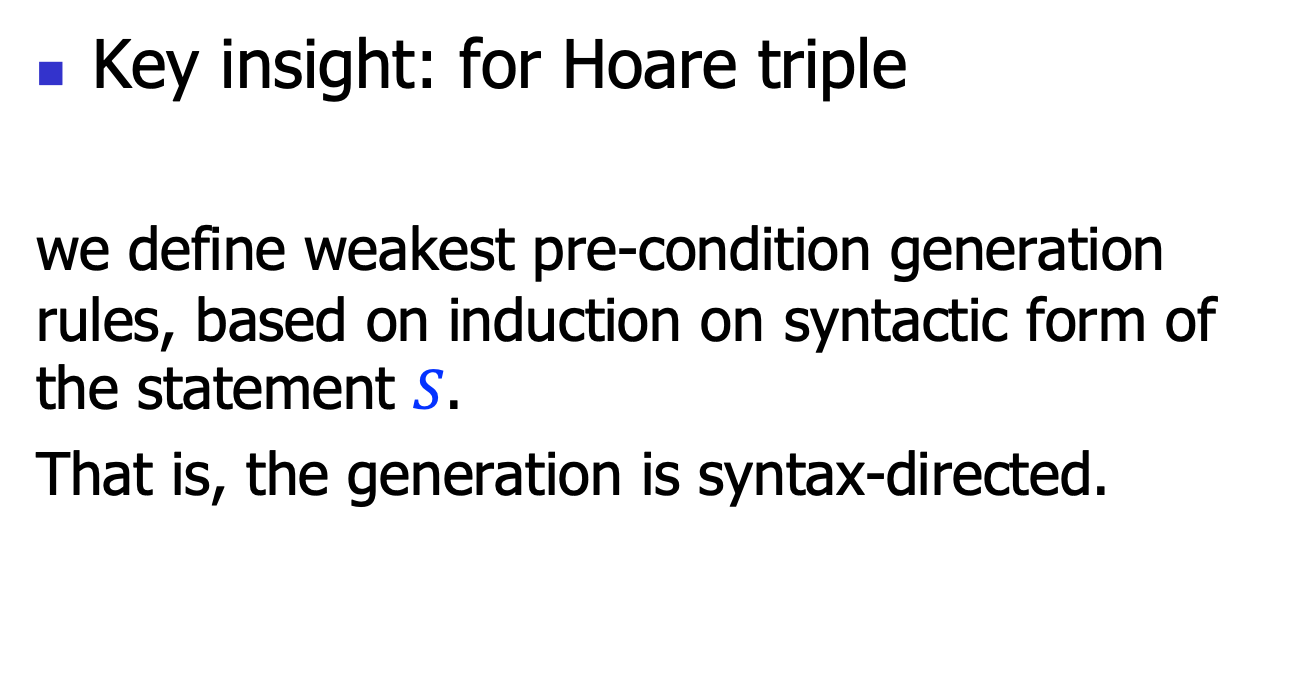 Key insight: for Hoare triple
we define weakest pre-condition generation
rules, based on induction on syntactic form of
the statement S.
That is, the generation is syntax-directed.